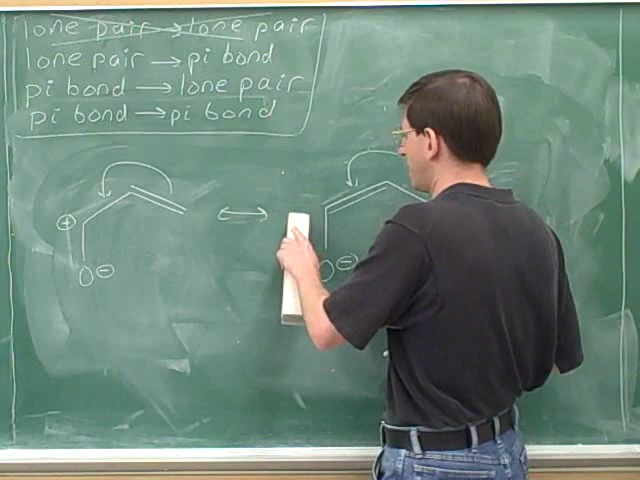 lone pair → lone pair
lone pair → pi bond
pi bond → lone pair
pi bond → pi bond
⊕
O⊖ O⊖